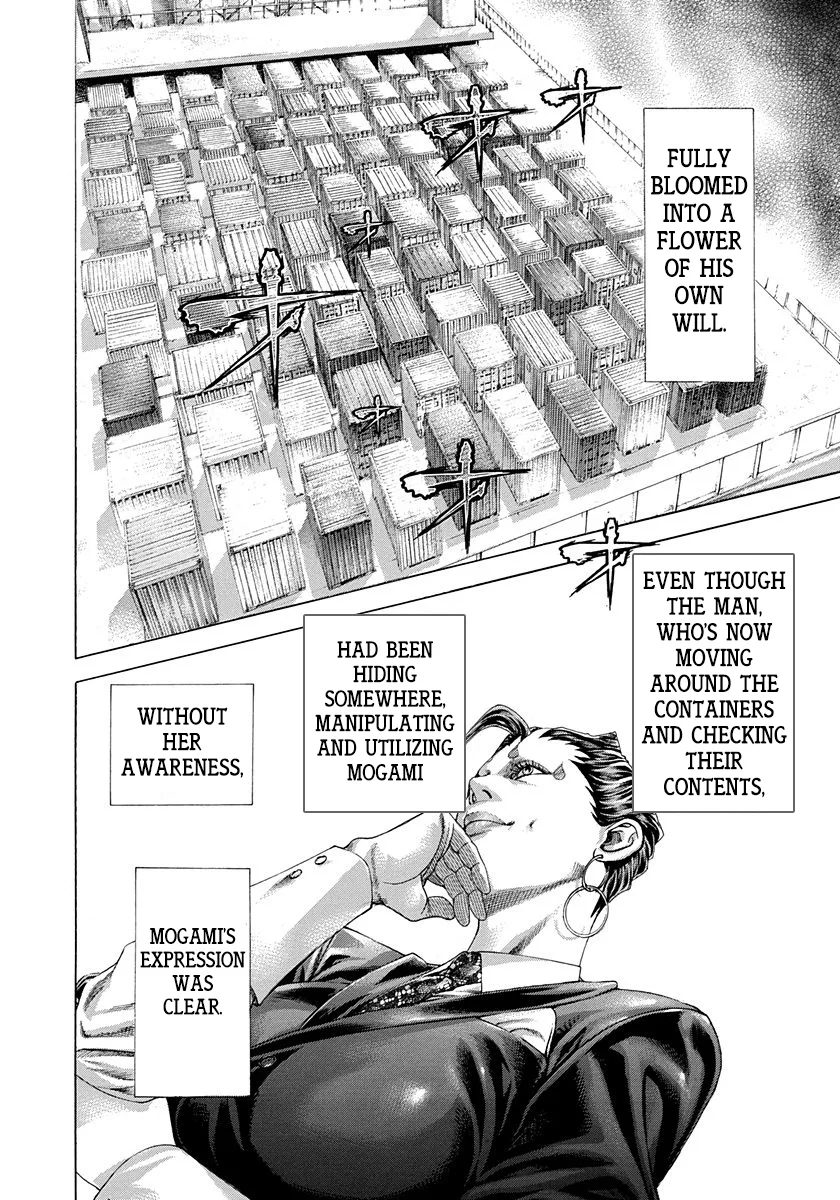 FULLY
BLOOMED
INTO A
FLOWER
OF HIS
OWN
WILL.
EVEN THOUGH
THE MAN,
WHO'S NOW
MOVING
AROUND THE
CONTAINERS
AND CHECKING
THEIR
CONTENTS,
HAD BEEN
HIDING
SOMEWHERE,
MANIPULATING
AND UTILIZING
MOGAMI
WITHOUT
HER
AWARENESS,
MOGAMI'S
EXPRESSION
WAS
CLEAR.